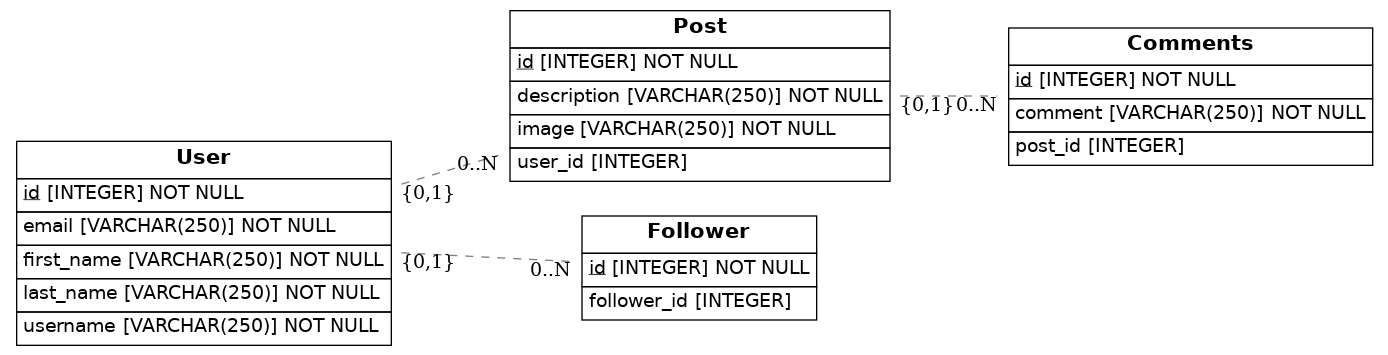 User
id [INTEGER] NOT NULL
email [VARCHAR(250)] NOT NULL
first_name [VARCHAR(250)] NOT NULL
last_name [VARCHAR(250)] NOT NULL
username [VARCHAR(250)] NOT NULL
0..N
{0,1}
{0,1}
0..N
Post
id [INTEGER] NOT NULL
description [VARCHAR(250)] NOT NULL
image [VARCHAR(250)] NOT NULL
user_id [INTEGER]
Follower
id [INTEGER] NOT NULL
follower_id [INTEGER]
{0,1}
0..N
Comments
id [INTEGER] NOT NULL
comment [VARCHAR(250)] NOT NULL
post_id [INTEGER]